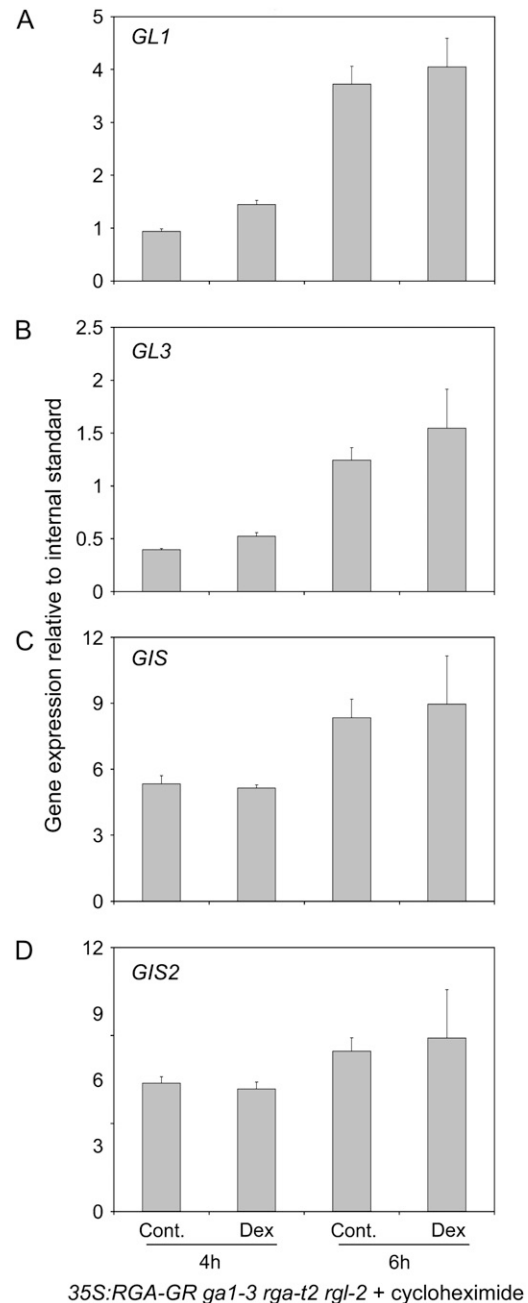 A
GL1
5
4
3
2
1
0
B
GL3
2.5
2
1.5
1
0.5
0
Gene expression relative to internal standard
C
GIS
12
9
6
3
0
D
GIS2
12
9
6
3
0
Cont. Dex Cont. Dex
4h 6h
35S:RGA-GR ga1-3 rga-t2 rgl-2 + cycloheximide